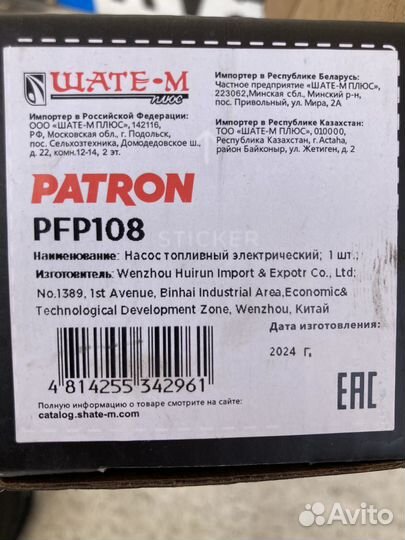 ШАТЕ-М
ПЛЮС
Импортер в Российской Федерации:
ООО «ШАТЕ-М ПЛЮС», 142116,
РФ, Московская обл., г. Подольск,
пос. Сельхозтехника, Домодедовское ш.,
д. 22, комн.12-14, 2 эт.
Импортер в Республике Беларусь:
Частное предприятие «ШАТЕ-М ПЛЮС",
223062,Минская обл., Минский р-н,
пос. Привольный, ул. Мира, 2А
Импортер в Республике Казахстан:
ТОО «ШАТЕ-М ПЛЮС», 010000,
Республика Казахстан, г. Actaha,
район Байконыр, ул. Жетиген, д. 2
PATRON
PFP108
STICKER
Наименование: Насос топливный электрический; 1 шт.;
Изготовитель: Wenzhou Huirun Import & Expotr Co., Ltd;
No.1389, 1st Avenue, Binhai Industrial Area,Economic&
Technological Development Zone, Wenzhou, Китай
Дата изготовления:
2024 Г.
4 814255 342961
EAC
Полную информацию о товаре смотрите на сайте:
catalog.shate-m.com
Avito